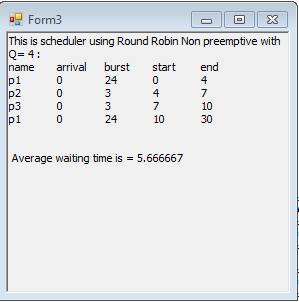 Form3
This is scheduler using Round Robin Non preemptive with
Q= 4 :
name arrival burst start end
p1 0 24 0 4
p2 0 3 4 7
p3 0 3 7 10
p1 0 24 10 30
Average waiting time is = 5.666667